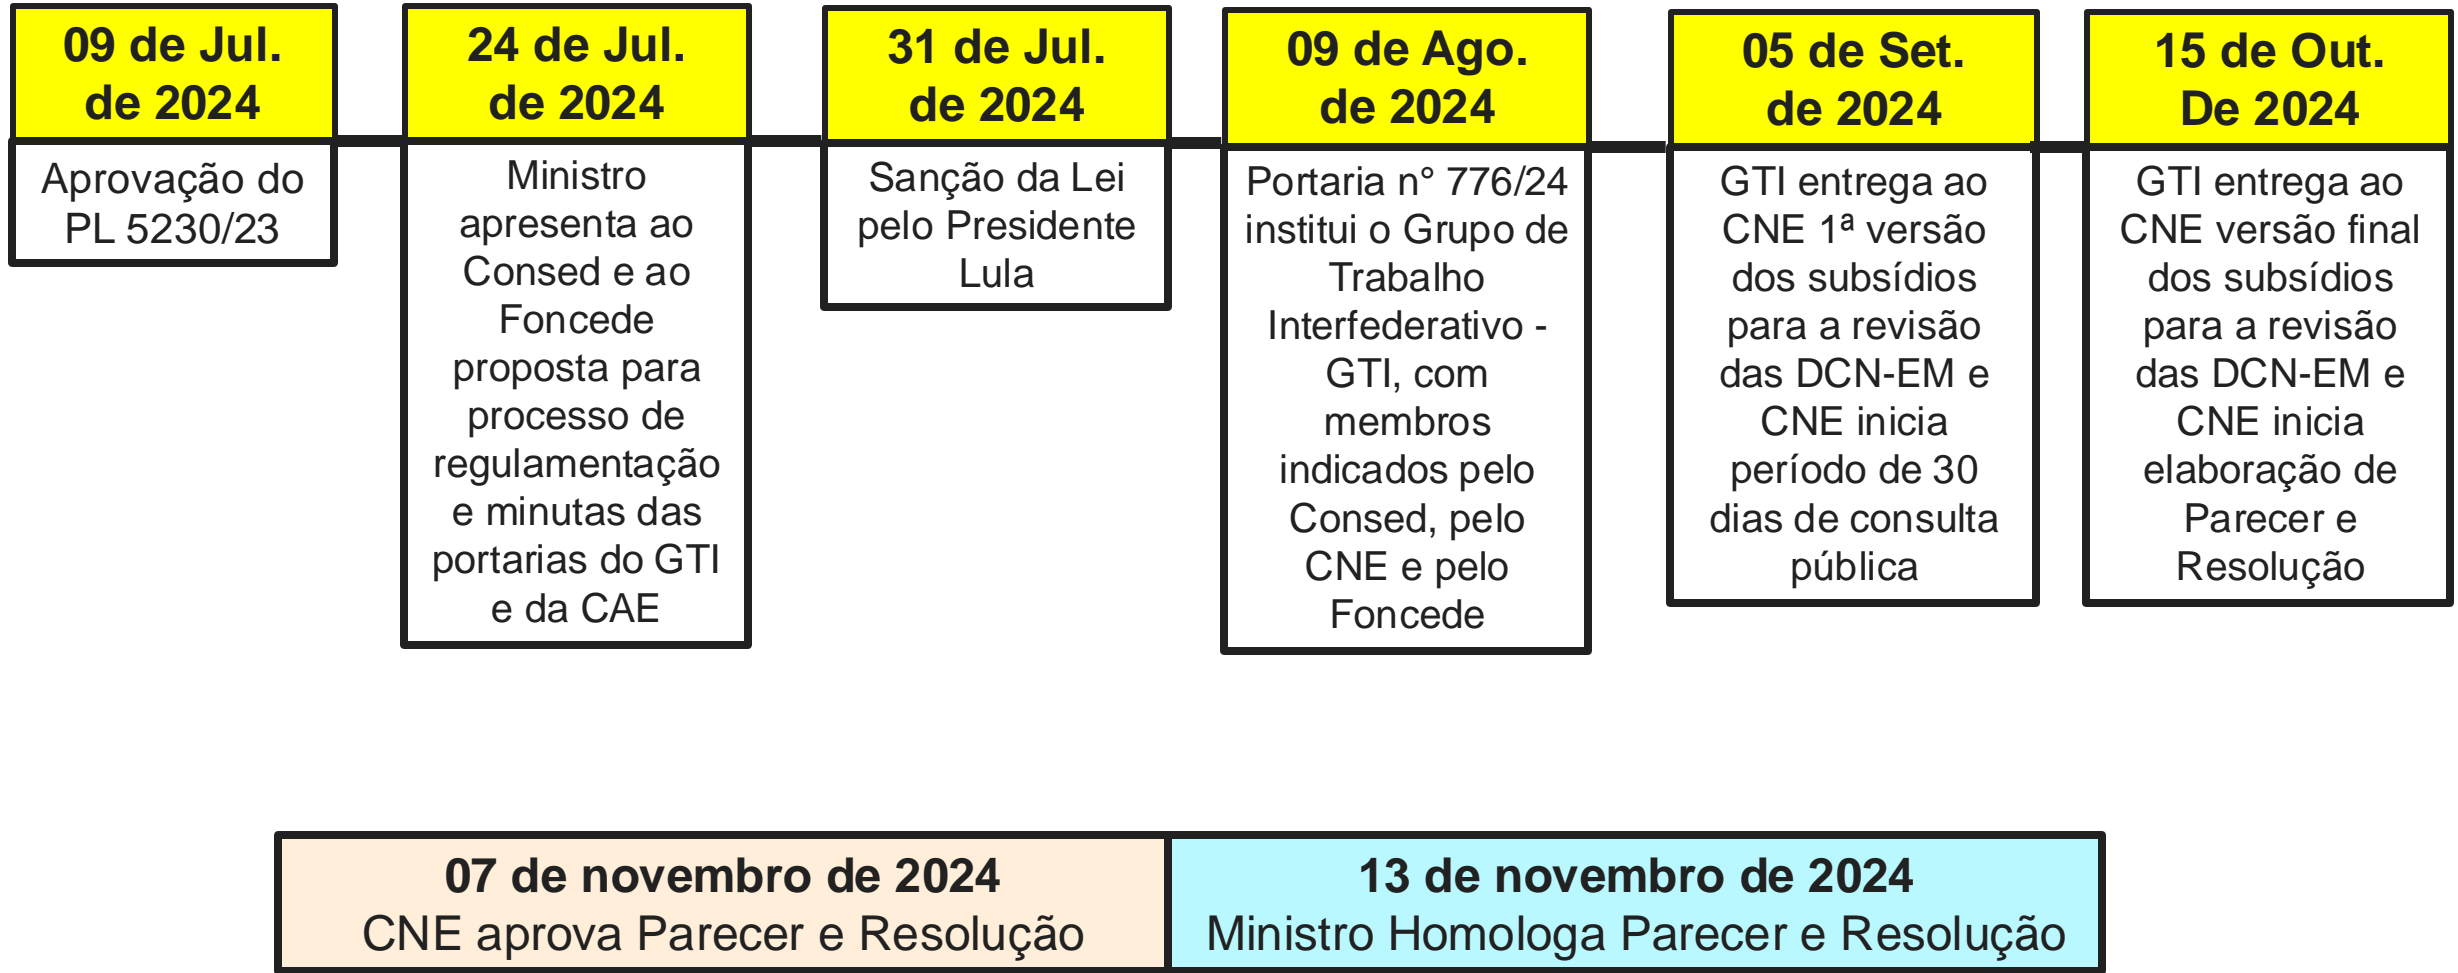 09 de Jul.
de 2024
Aprovação do
PL 5230/23
24 de Jul.
de 2024
Ministro
apresenta ao
Consed e ao
Foncede
proposta para
processo de
regulamentação
e minutas das
portarias do GTI
e da CAE
31 de Jul.
de 2024
Sanção da Lei
pelo Presidente
Lula
09 de Ago.
de 2024
Portaria n° 776/24
institui o Grupo de
Trabalho
Interfederativo -
GTI, com
membros
indicados pelo
Consed, pelo
CNE e pelo
Foncede
05 de Set.
de 2024
GTI entrega ao
CNE 1ª versão
dos subsídios
para a revisão
das DCN-EM e
CNE inicia
período de 30
dias de consulta
pública
15 de Out.
De 2024
GTI entrega ao
CNE versão final
dos subsídios
para a revisão
das DCN-EM e
CNE inicia
elaboração de
Parecer e
Resolução
07 de novembro de 2024
CNE aprova Parecer e Resolução
13 de novembro de 2024
Ministro Homologa Parecer e Resolução